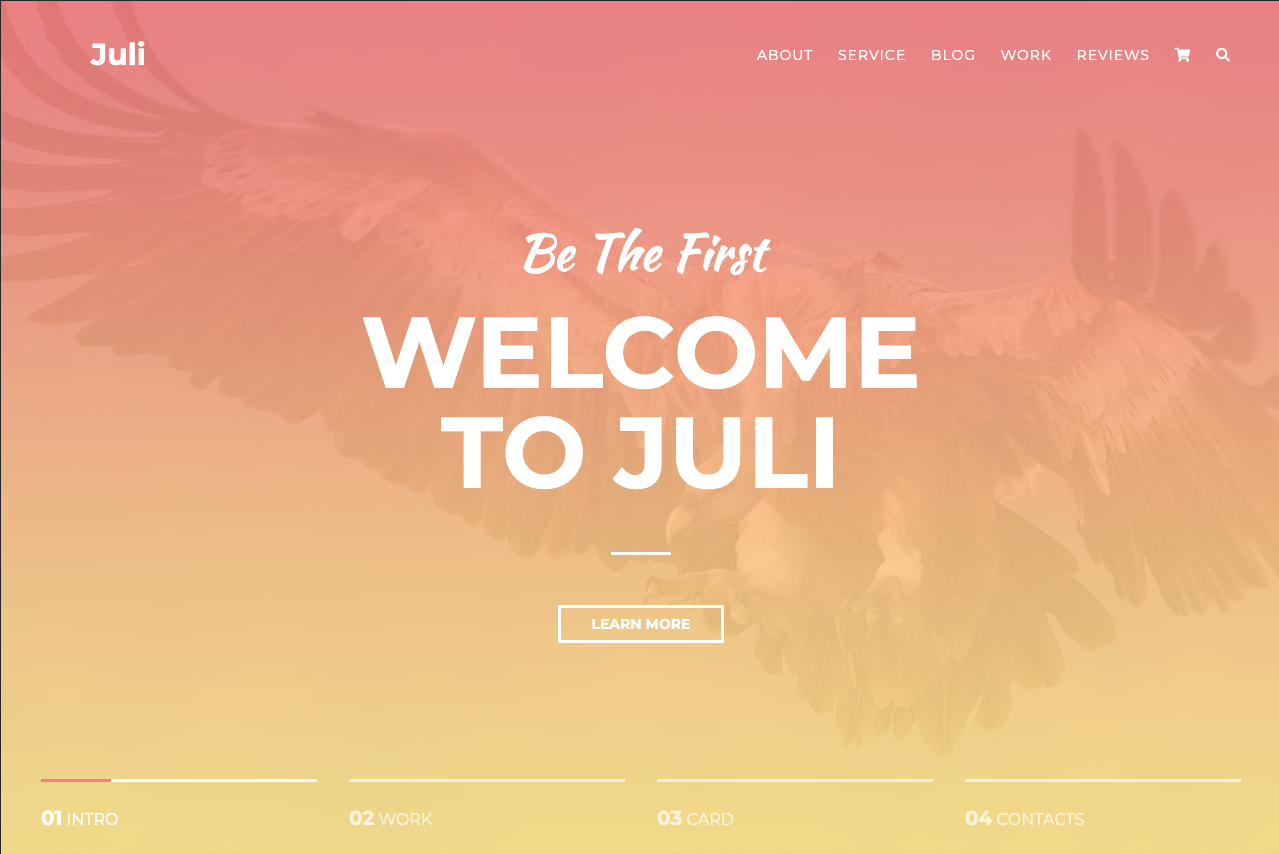 Juli
ABOUT SERVICE BLOG WORK REVIEWS
Be The First
WELCOME
TO JULI
LEARN MORE
01 INTRO
02 WORK
03 CARD
04 CONTACTS